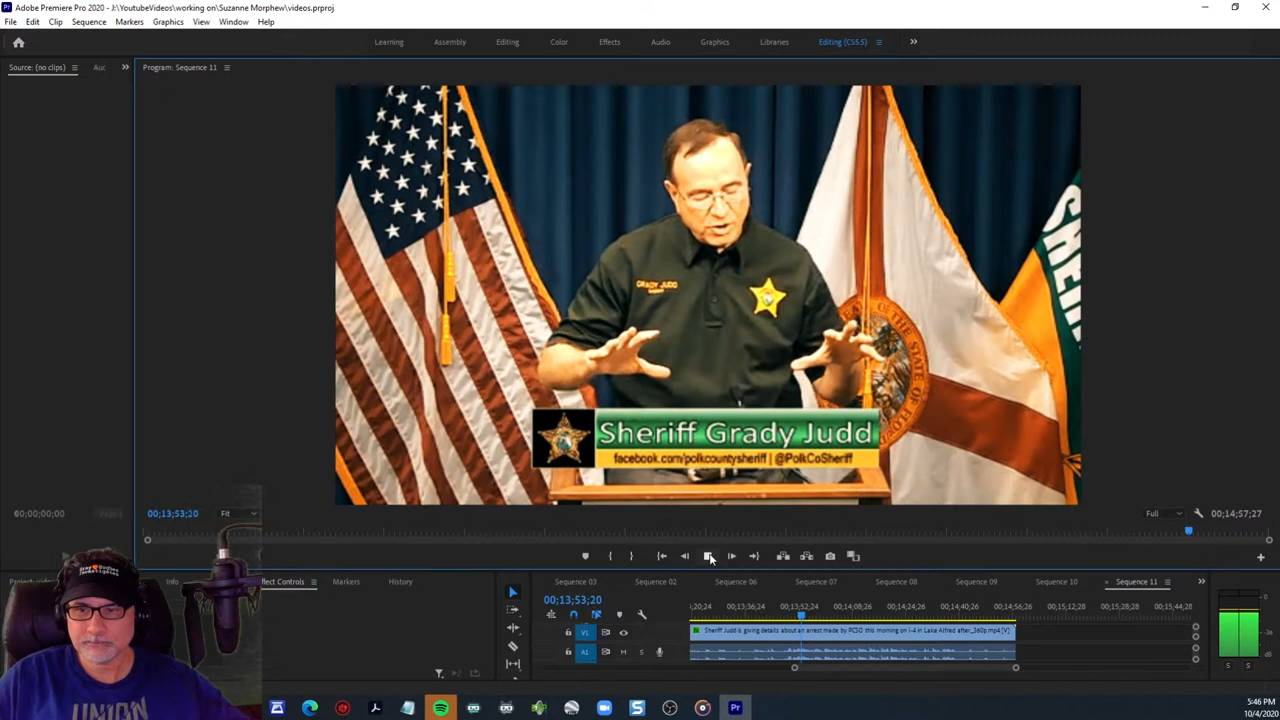 Adobe Premiere Pro 2020 - J:\YoutubeVideos\working on\Suzanne Morphew\videos.prproj
File Edit Clip Sequence Markers Graphics View Window Help
Learning Assembly Editing Color Effects Audio Graphics Libraries Editing (CS5.5)
Source: (no clips) Program: Sequence 11
GRADY JUDD
SHERIFF
Sheriff Grady Judd
facebook.com/polkcountysheriff | @PolkCoSheriff
00;00;00;00 00;13;53;20 Fit Full 00;14;57;27
Info Effect Controls Markers History Sequence 03 Sequence 02 Sequence 06 Sequence 07 Sequence 08 Sequence 09 Sequence 10 Sequence 11
00;13;53;20
;20;24 00;13;36;24 00;13;52;24 00;14;08;26 00;14;24;26 00;14;40;26 00;14;56;26 00;15;12;28 00;15;28;28 00;15;44;28
V1 Sheriff Judd is giving details about an arrest made by PCSO this morning on I-4 in Lake Alfred after_360p.mp4 [V]
A1 M S
UNION
5:46 PM
10/4/2020